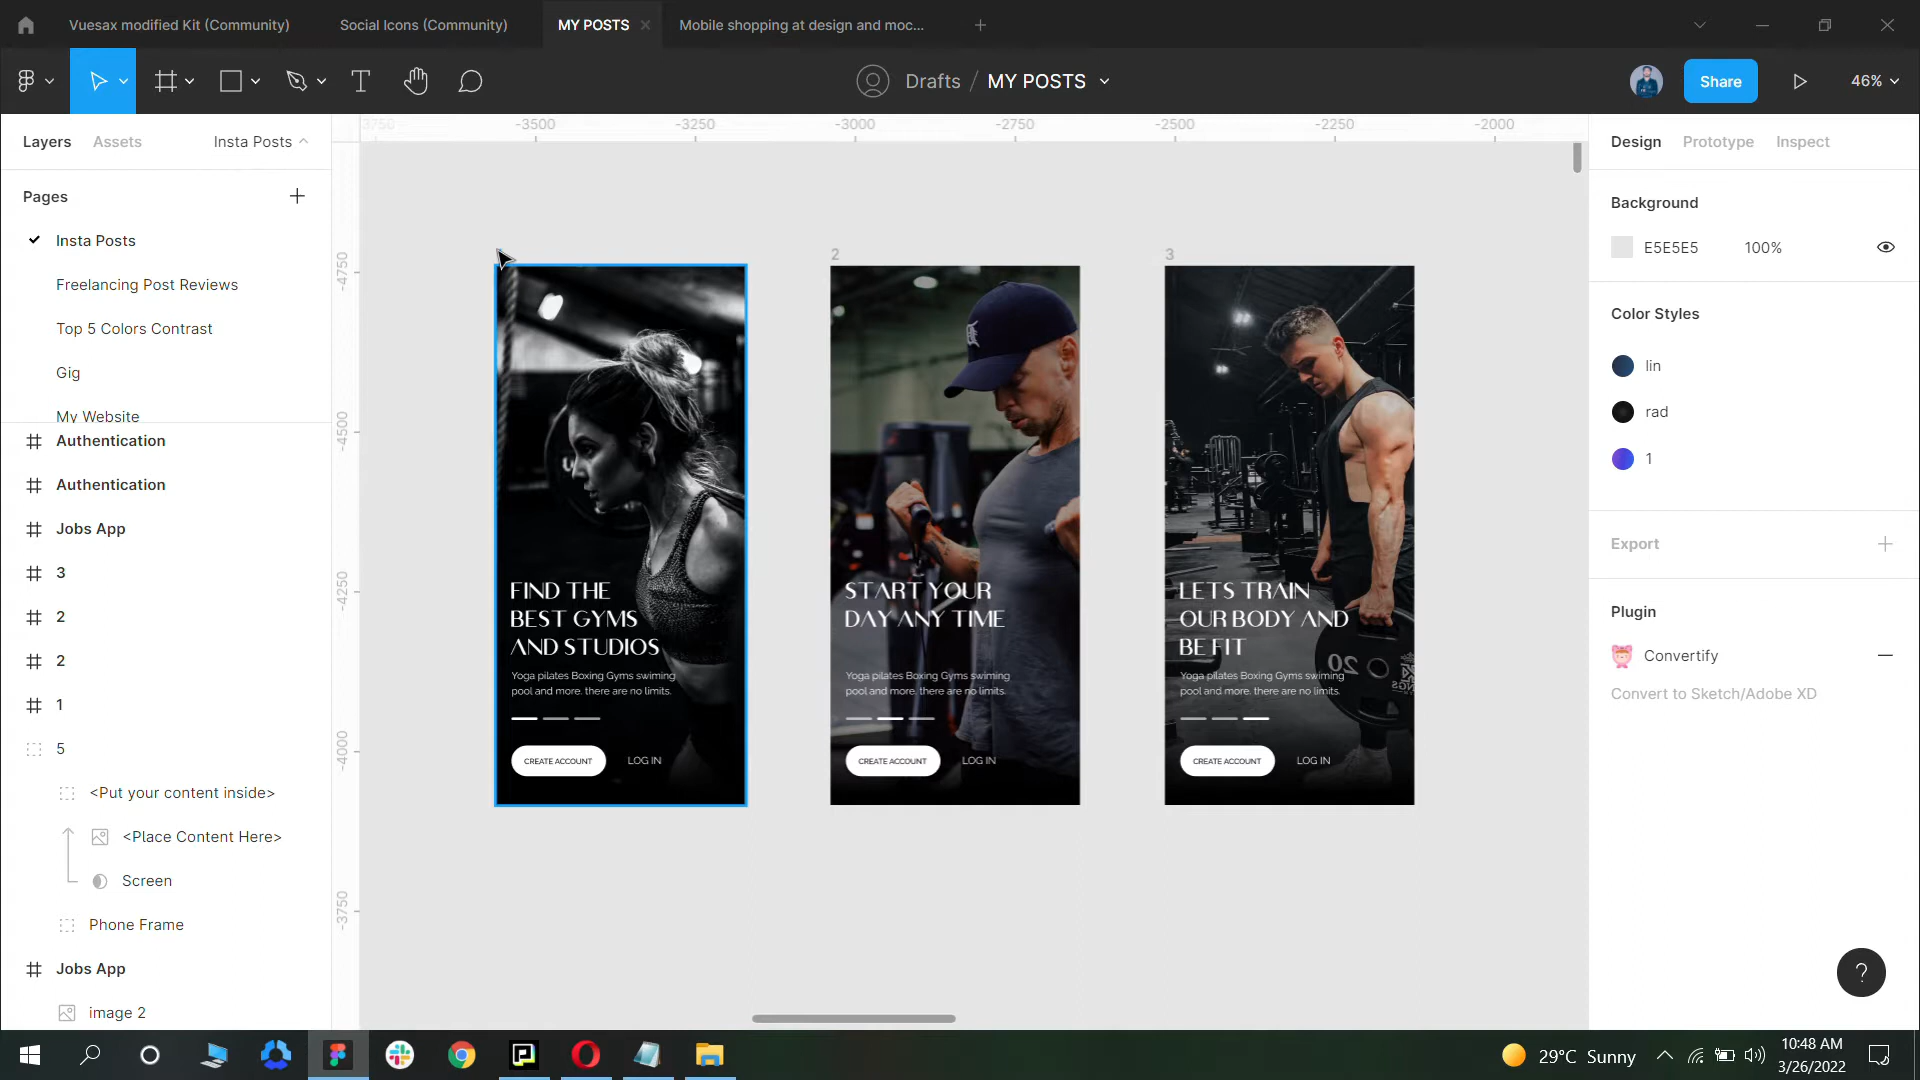 Vuesax modified Kit (Community)
Social Icons (Community)
MY POSTS
Mobile shopping at design and moc...
Drafts / MY POSTS
Share
46%
Layers
Assets
Insta Posts
Pages
Insta Posts
Freelancing Post Reviews
Top 5 Colors Contrast
Gig
My Website
Authentication
Authentication
Jobs App
3
2
2
1
5
<Put your content inside>
<Place Content Here>
Screen
Phone Frame
Jobs App
image 2
-3750
-3500
-3250
-3000
-2750
-2500
-2250
-2000
-4750
-4500
-4250
-4000
-3750
FIND THE
BEST GYMS
AND STUDIOS
Yoga pilates Boxing Gyms swiming
pool and more. there are no limits.
CREATE ACCOUNT
LOG IN
2
START YOUR
DAY ANY TIME
Yoga pilates Boxing Gyms swiming
pool and more. there are no limits.
CREATE ACCOUNT
LOG IN
3
LETS TRAIN
OUR BODY AND
BE FIT
Yoga pilates Boxing Gyms swiming
pool and more. there are no limits.
CREATE ACCOUNT
LOG IN
20
Design
Prototype
Inspect
Background
E5E5E5
100%
Color Styles
lin
rad
1
Export
Plugin
Convertify
Convert to Sketch/Adobe XD
?
29°C Sunny
10:48 AM
3/26/2022